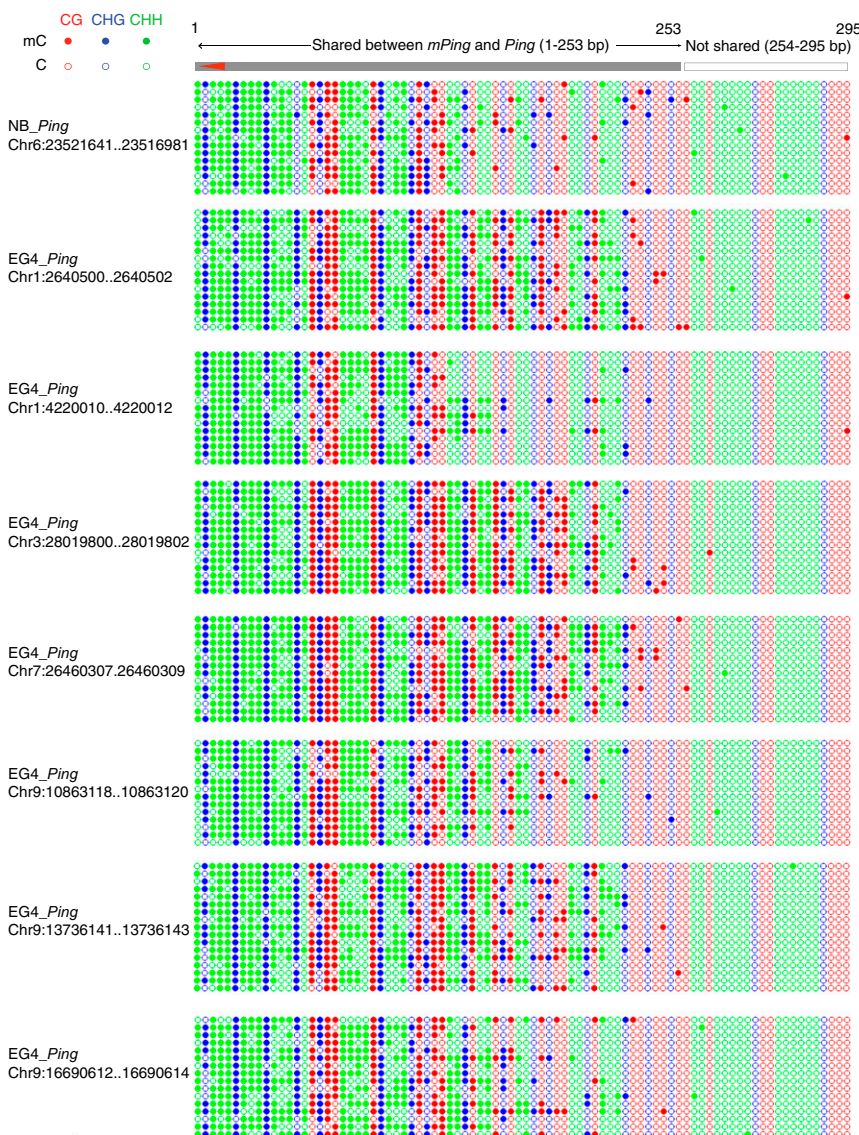 CG CHG CHH
mC
C
1 253 295
Shared between mPing and Ping (1-253 bp)
Not shared (254-295 bp)
NB_Ping
Chr6:23521641..23516981
EG4_Ping
Chr1:2640500..2640502
EG4_Ping
Chr1:4220010..4220012
EG4_Ping
Chr3:28019800..28019802
EG4_Ping
Chr7:26460307.26460309
EG4_Ping
Chr9:10863118..10863120
EG4_Ping
Chr9:13736141..13736143
EG4_Ping
Chr9:16690612..16690614